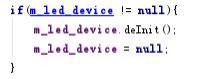 if(m_led_device != null){
m_led_device.deInit();
m_led_device = null;
}